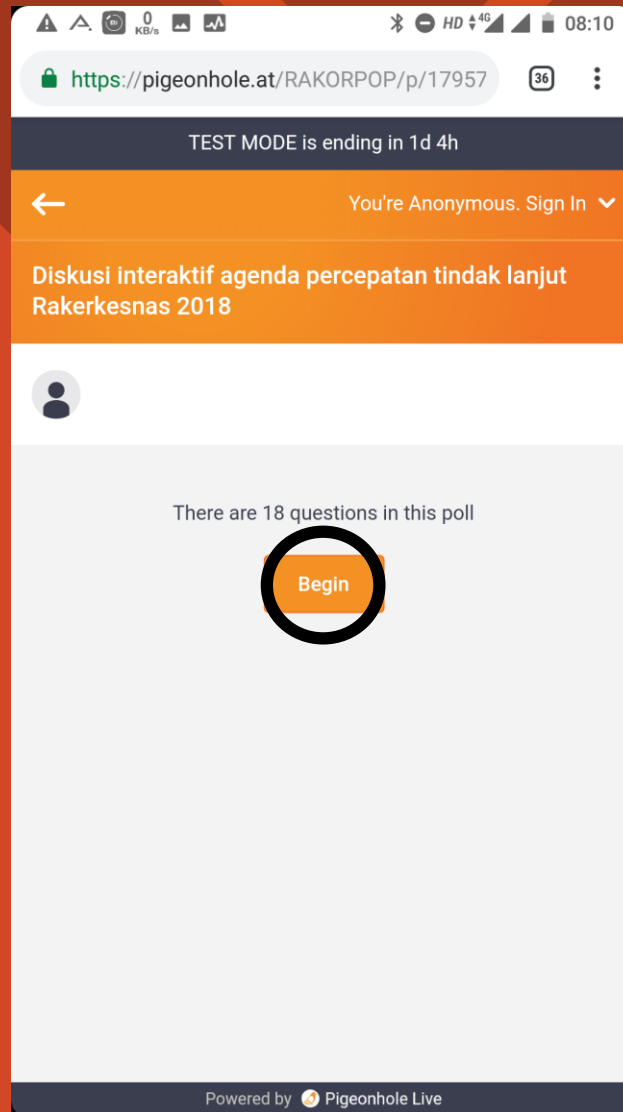 0
KB/s
HD 4G 08:10
https://pigeonhole.at/RAKORPOP/p/17957 36
TEST MODE is ending in 1d 4h
You're Anonymous. Sign In
Diskusi interaktif agenda percepatan tindak lanjut
Rakerkesnas 2018
There are 18 questions in this poll
Begin
Powered by Pigeonhole Live